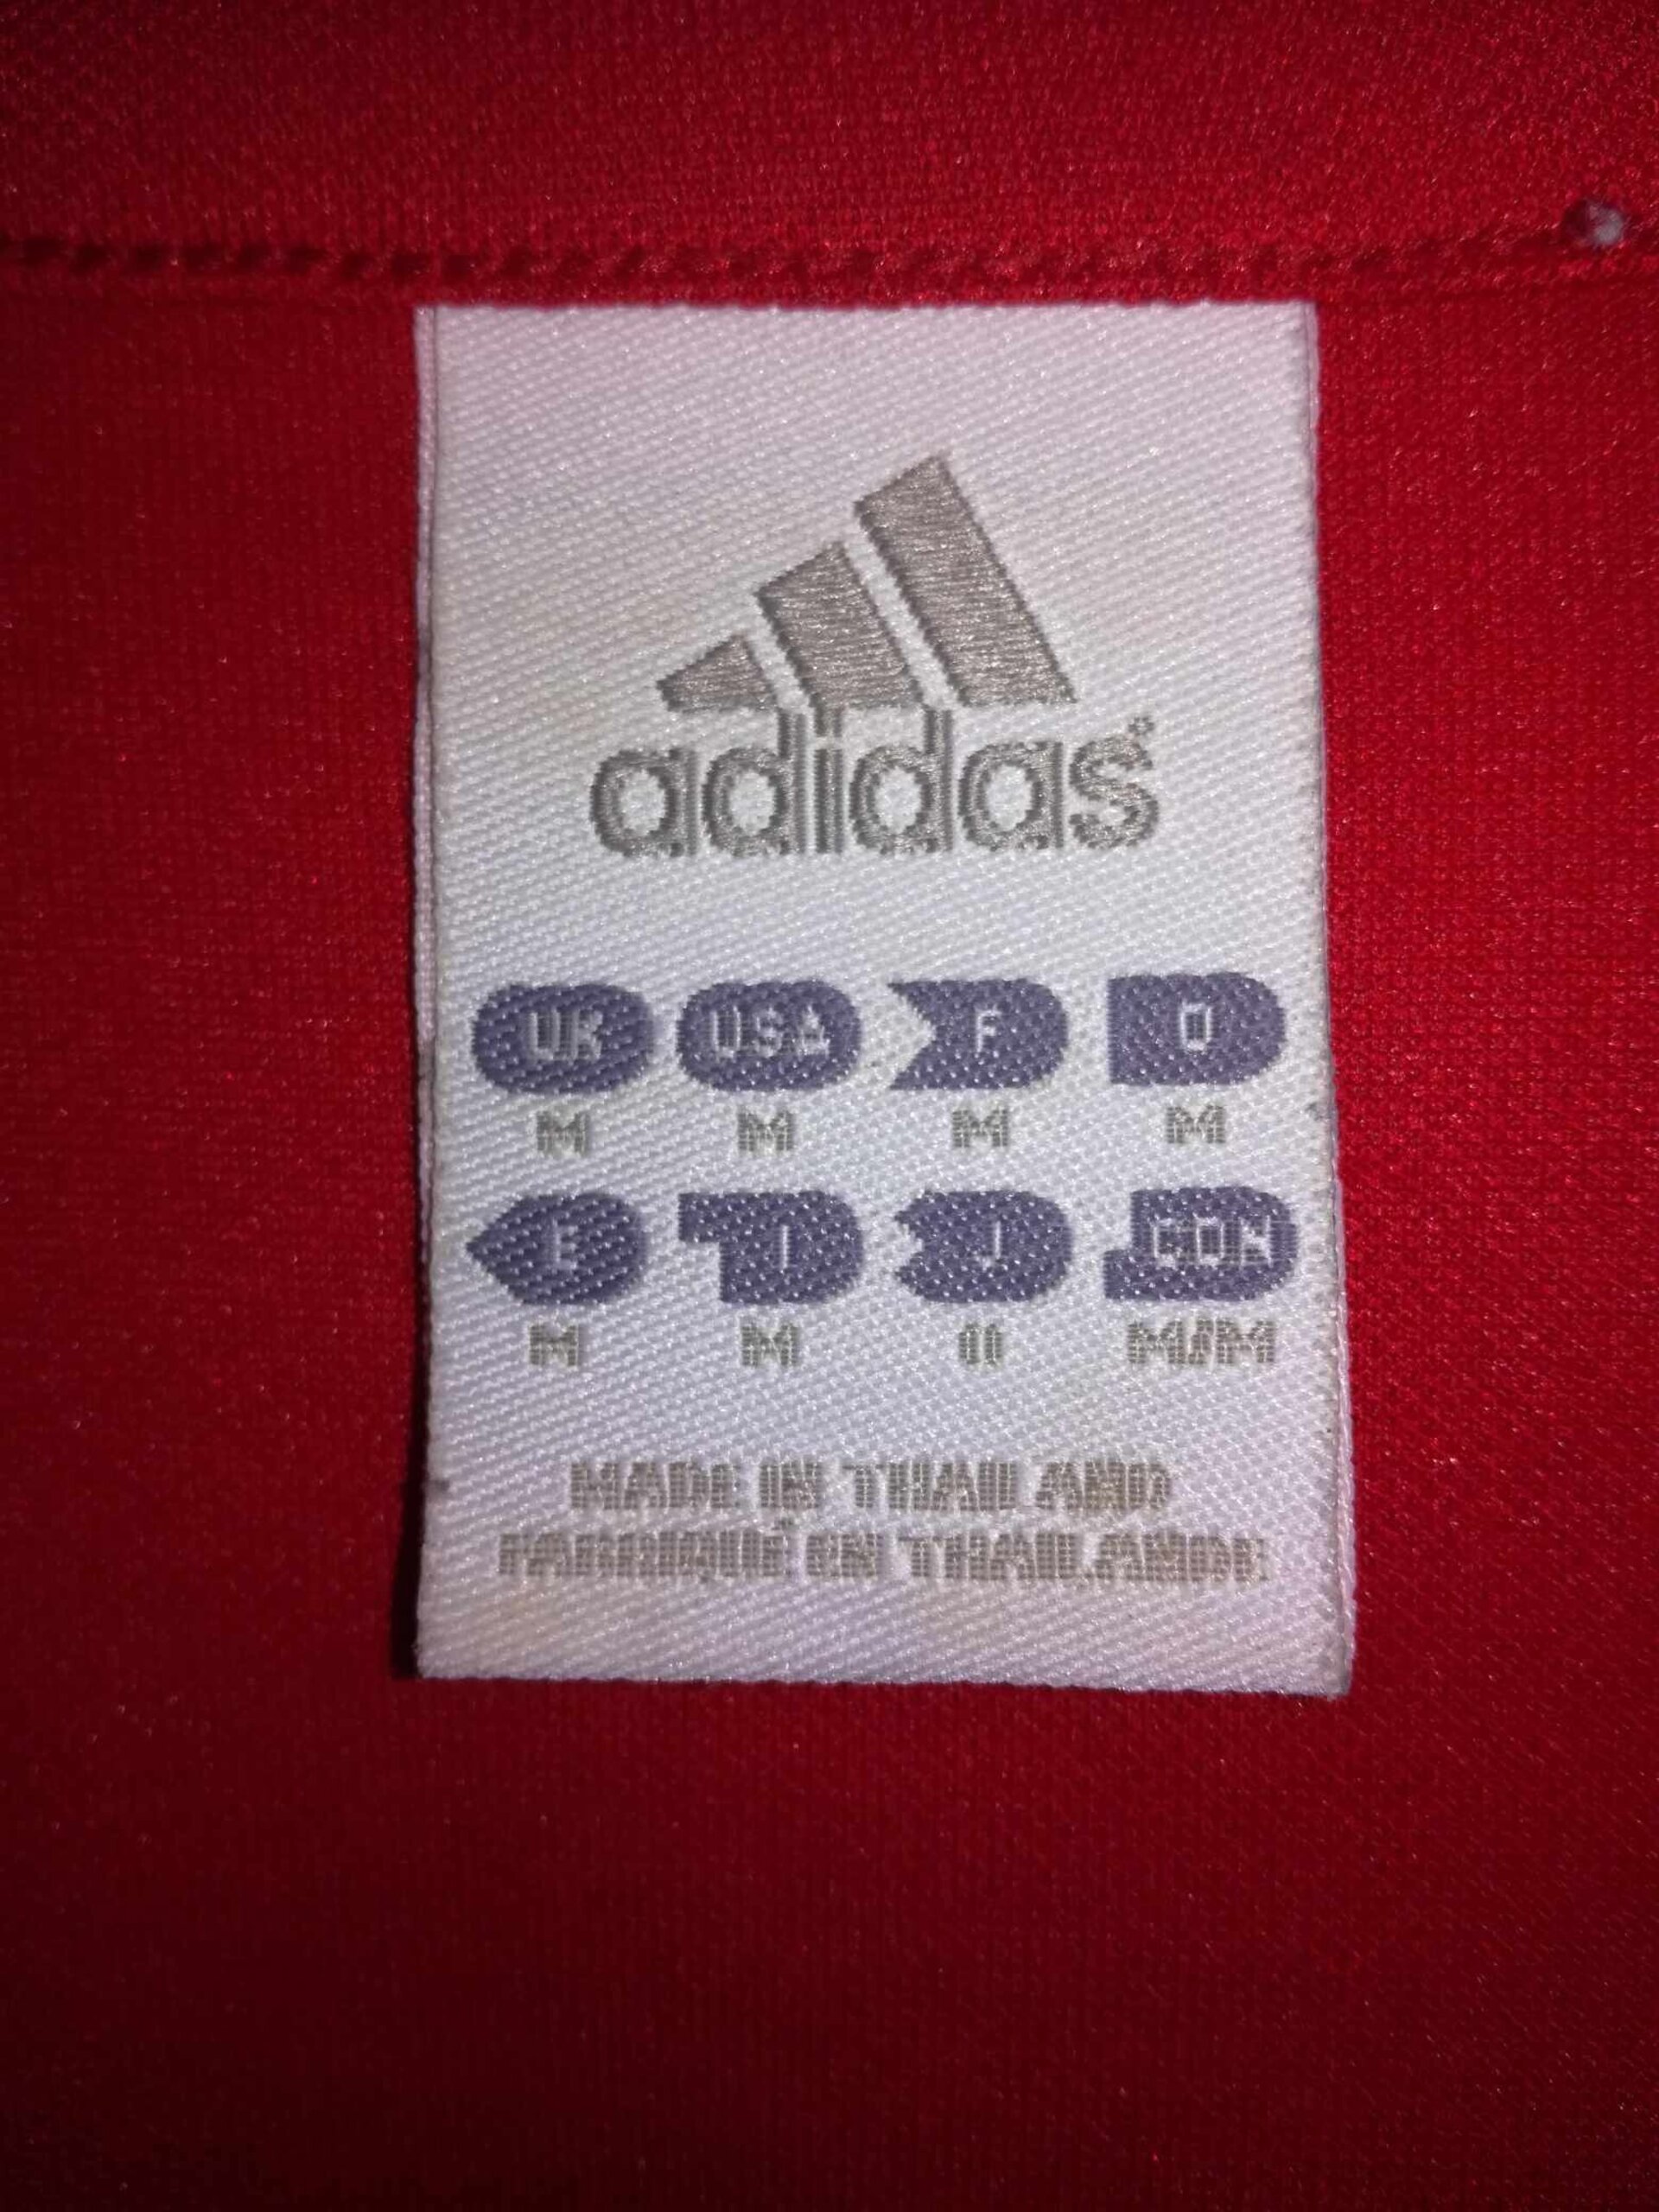 adidas®
UK USA F D
M M M M
E I J CDN
M M O M/M
MADE IN THAILAND
FABRIQUÉ EN THAILANDE